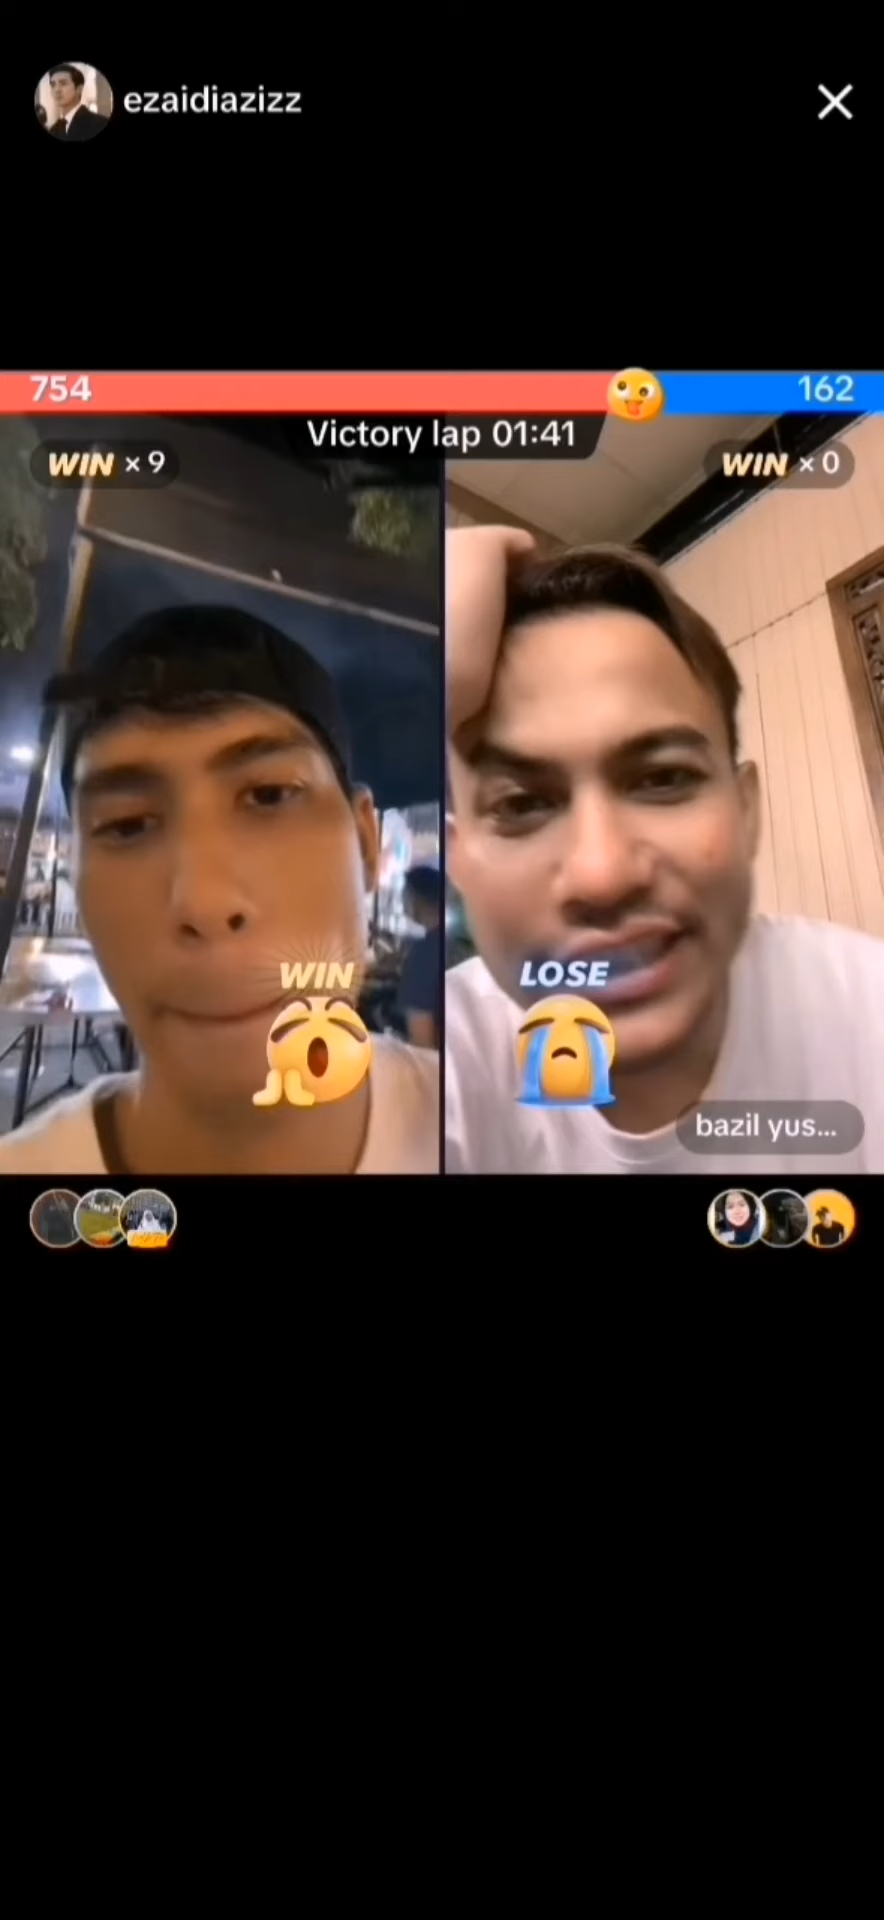 ezaidiazizz
754
162
Victory lap 01:41
WIN × 9
WIN × 0
WIN
LOSE
bazil yus...